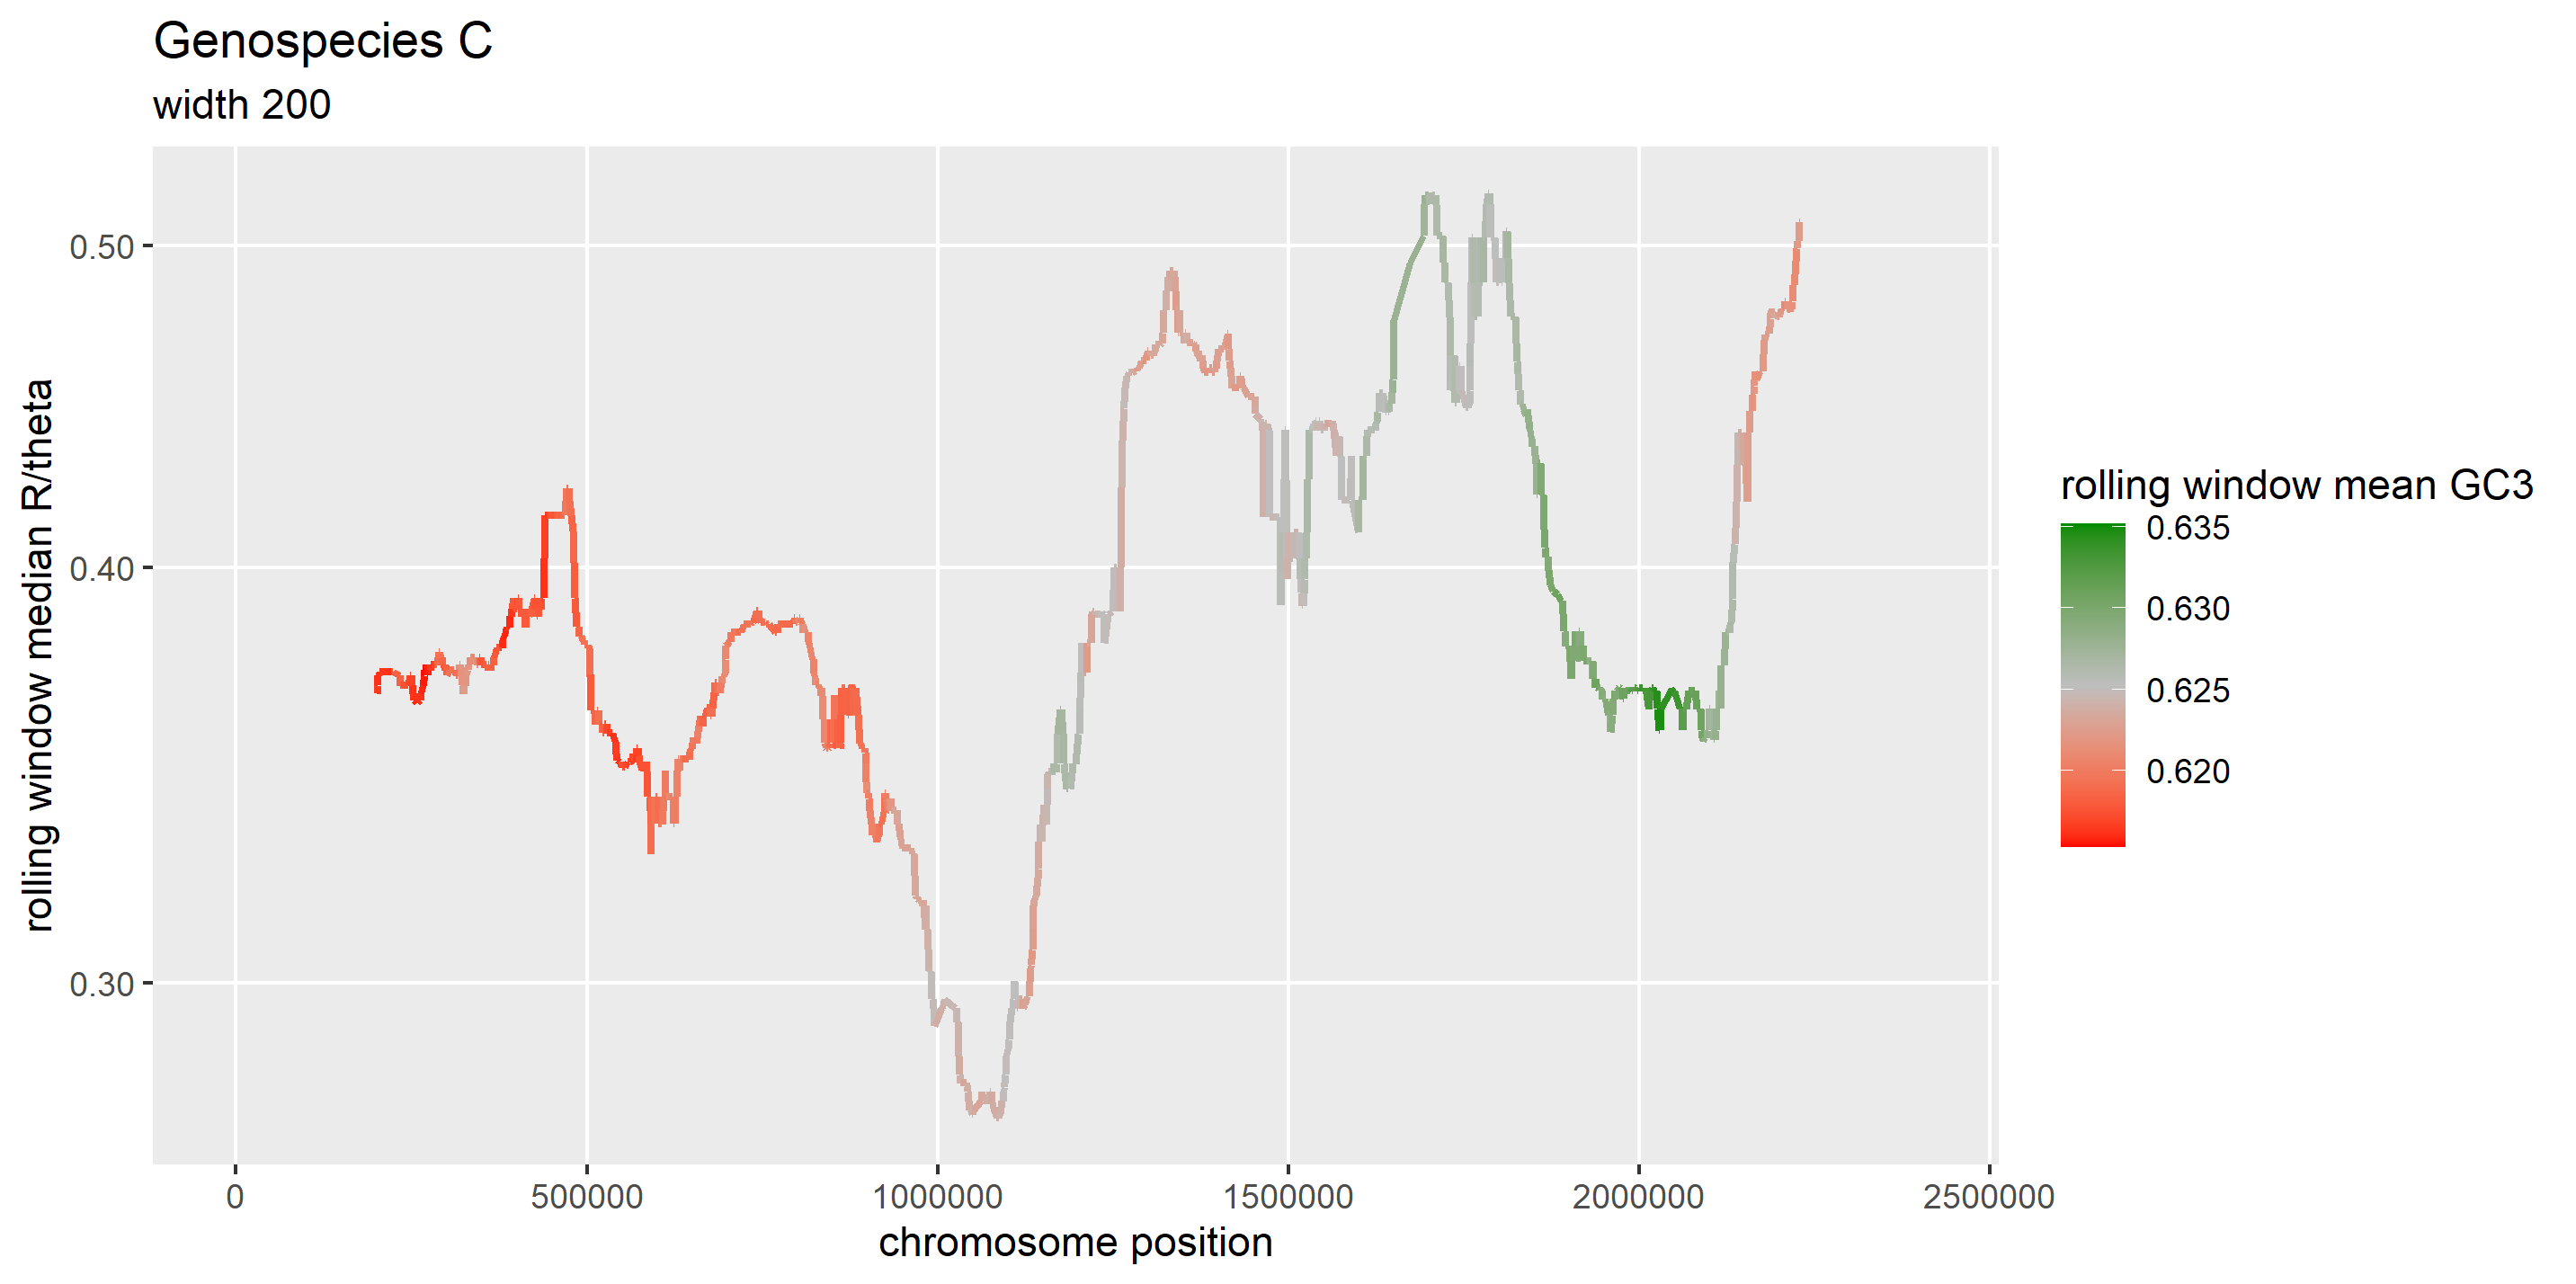 Genospecies C
width 200
rolling window median R/theta
0.50
0.40
0.30
0
500000
1000000
1500000
2000000
2500000
chromosome position
rolling window mean GC3
0.635
0.630
0.625
0.620